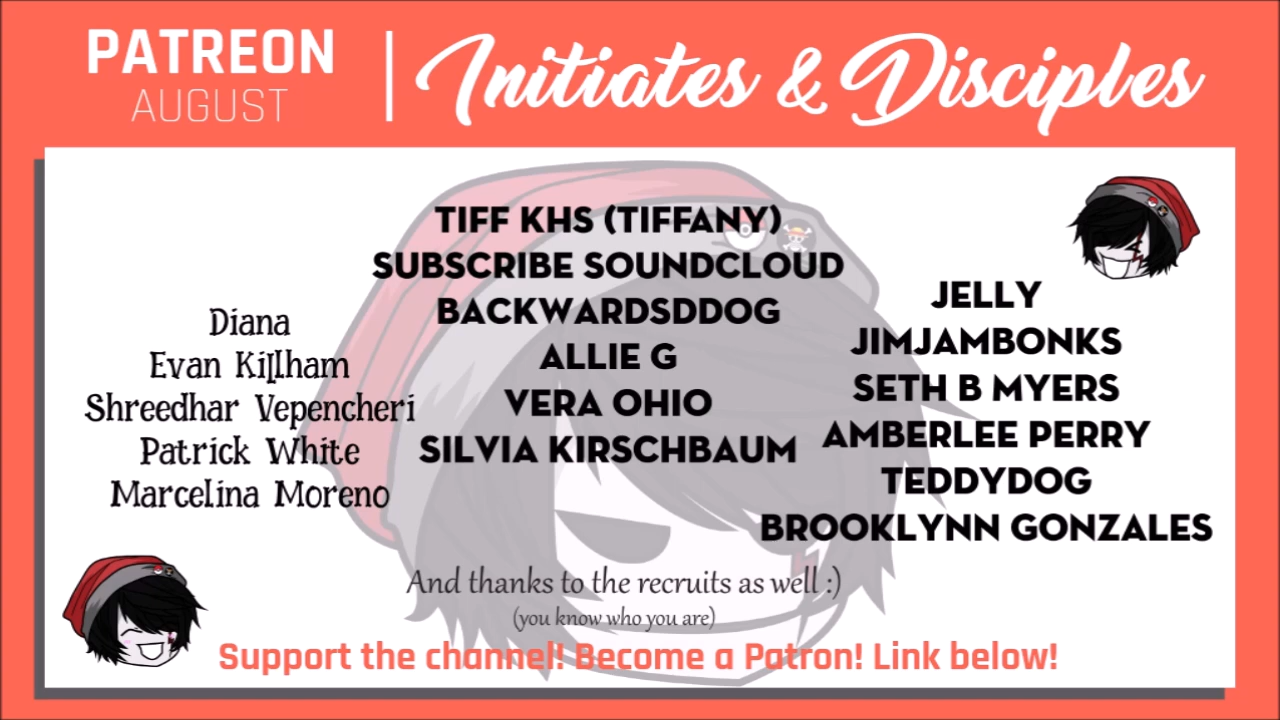 PATREON
AUGUST
Initiates & Disciples
Diana
Evan Killham
Shreedhar Vepencheri
Patrick White
Marcelina Moreno
TIFF KHS (TIFFANY)
SUBSCRIBE SOUNDCLOUD
BACKWARDSDDOG
ALLIE G
VERA OHIO
SILVIA KIRSCHBAUM
JELLY
JIMJAMBONKS
SETH B MYERS
AMBERLEE PERRY
TEDDYDOG
BROOKLYNN GONZALES
And thanks to the recruits as well :)
(you know who you are)
Support the channel! Become a Patron! Link below!